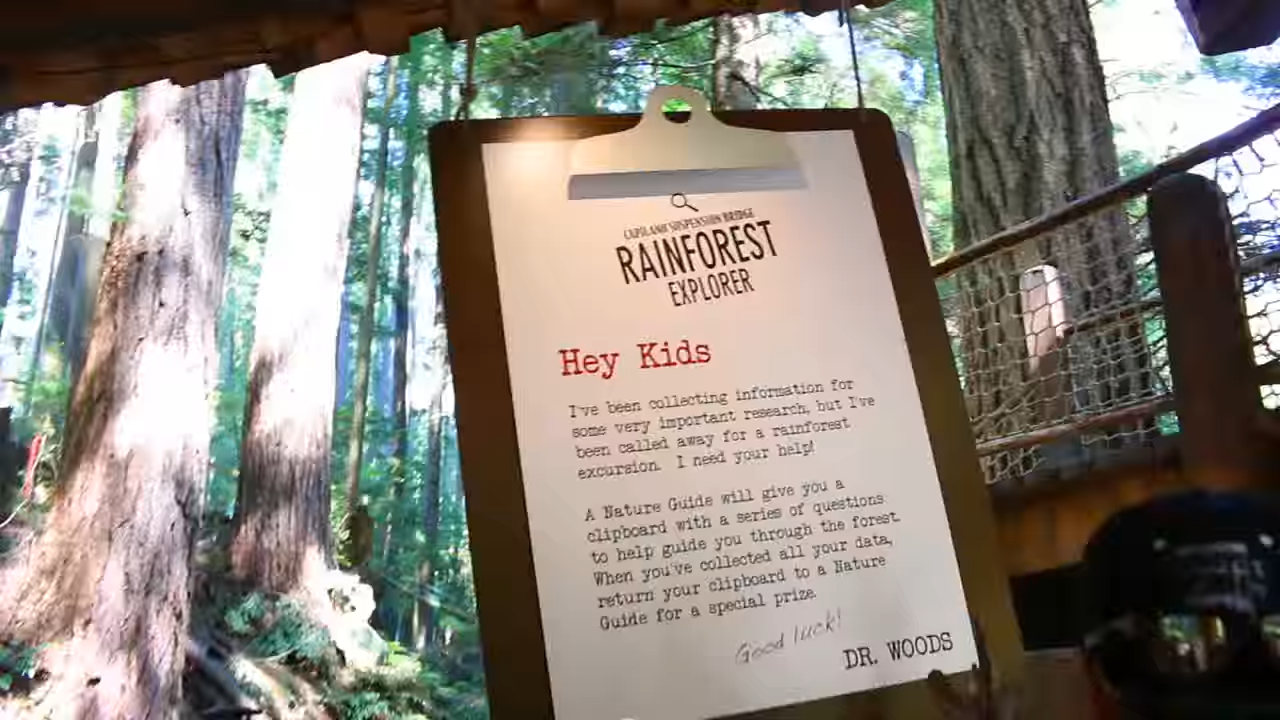 CAPILANO SUSPENSION BRIDGE
RAINFOREST
EXPLORER
Hey Kids
I've been collecting information for
some very important research, but I've
been called away for a rainforest
excursion. I need your help!
A Nature Guide will give you a
clipboard with a series of questions
to help guide you through the forest.
When you've collected all your data,
return your clipboard to a Nature
Guide for a special prize.
Good luck!
DR. WOODS